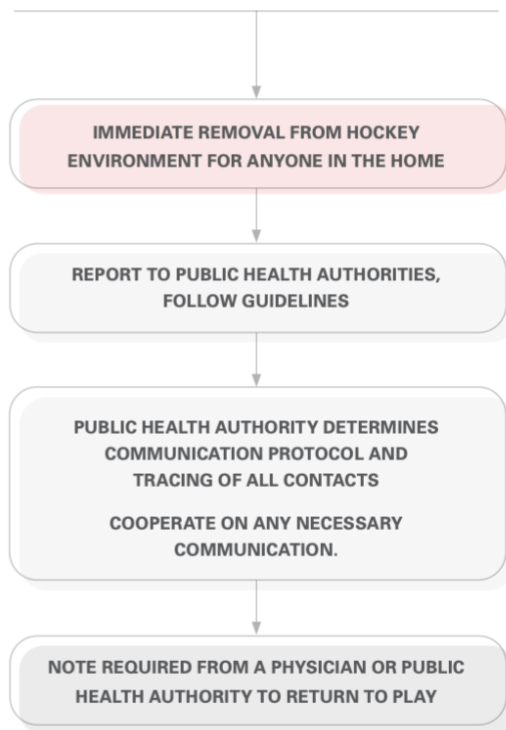 IMMEDIATE REMOVAL FROM HOCKEY
ENVIRONMENT FOR ANYONE IN THE HOME
REPORT TO PUBLIC HEALTH AUTHORITIES,
FOLLOW GUIDELINES
PUBLIC HEALTH AUTHORITY DETERMINES
COMMUNICATION PROTOCOL AND
TRACING OF ALL CONTACTS
COOPERATE ON ANY NECESSARY
COMMUNICATION.
NOTE REQUIRED FROM A PHYSICIAN OR PUBLIC
HEALTH AUTHORITY TO RETURN TO PLAY